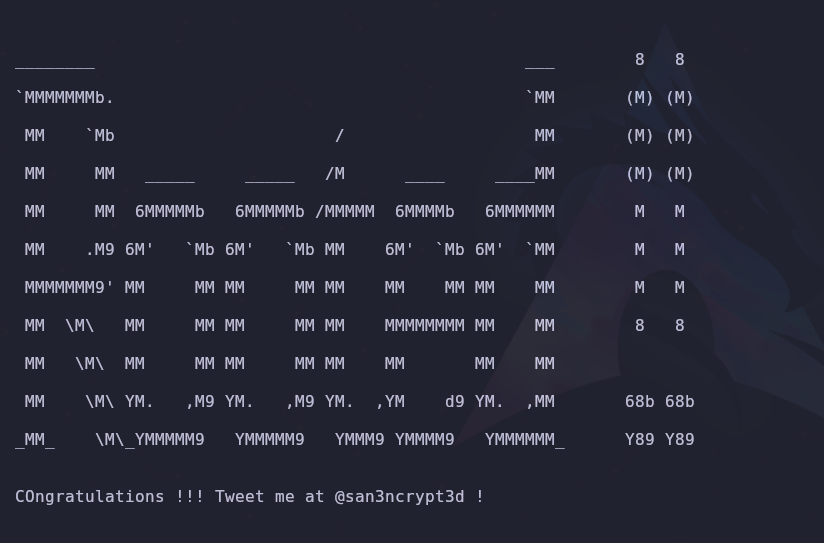 ________                                           ___        8   8
`MMMMMMMb.                                         `MM       (M) (M)
 MM    `Mb                      /                   MM       (M) (M)
 MM     MM   _____     _____   /M      ____     ____MM       (M) (M)
 MM     MM  6MMMMMb   6MMMMMb /MMMMM  6MMMMb   6MMMMMM        M   M
 MM    .M9 6M'   `Mb 6M'   `Mb MM    6M'  `Mb 6M'  `MM        M   M
 MMMMMMM9' MM     MM MM     MM MM    MM    MM MM    MM        M   M
 MM  \M\   MM     MM MM     MM MM    MMMMMMMM MM    MM        8   8
 MM   \M\  MM     MM MM     MM MM    MM       MM    MM
 MM    \M\ YM.   ,M9 YM.   ,M9 YM.  ,YM    d9 YM.  ,MM       68b 68b
_MM_    \M\_YMMMMM9   YMMMMM9   YMMM9 YMMMM9   YMMMMMM_      Y89 Y89
COngratulations !!! Tweet me at @san3ncrypt3d !